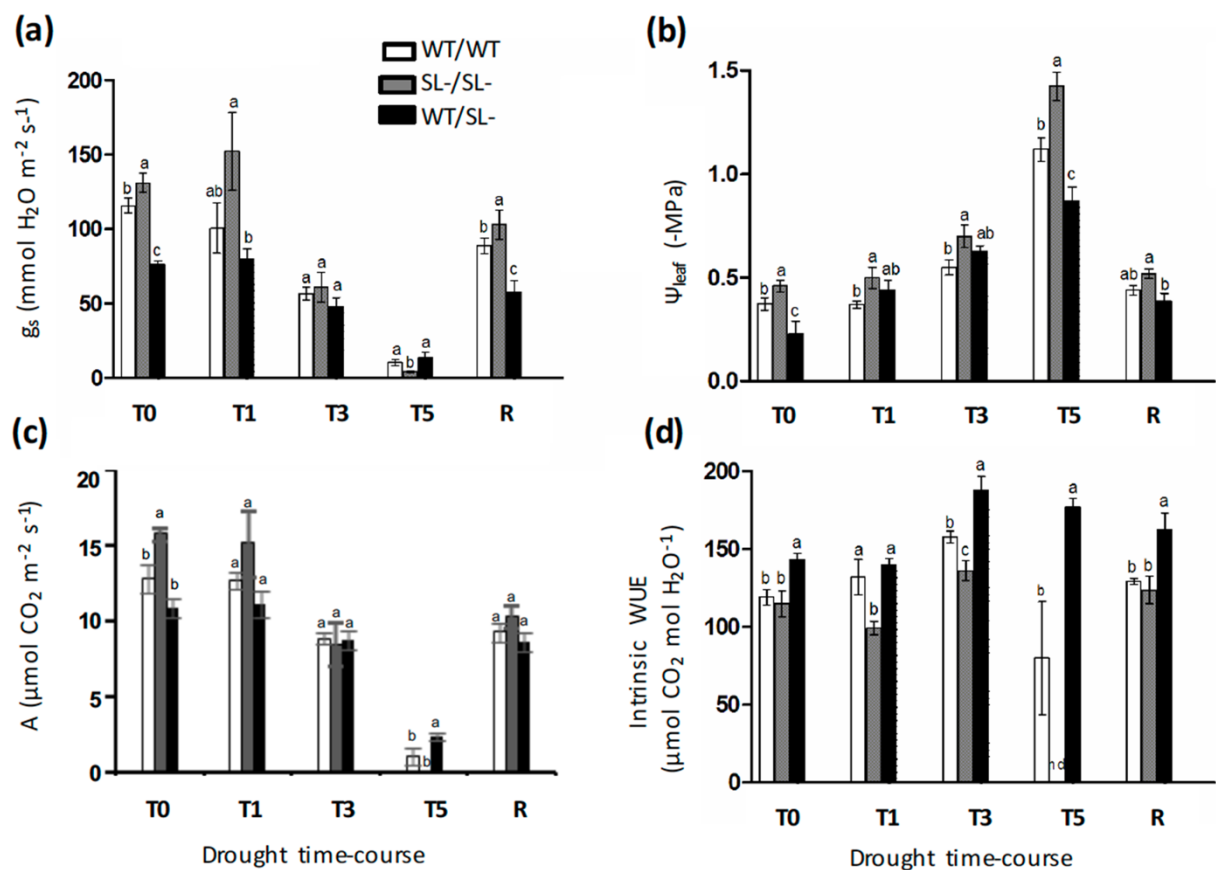 (a)
WT/WT
SL-/SL-
WT/SL-
200
150
100
50
0
gs (mmol H2O m-2 s-1)
b a c
ab a b
a a a
a b a
b a c
T0 T1 T3 T5 R
(b)
1.5
1.0
0.5
0.0
Ψleaf (-MPa)
b a c
b a ab
b a ab
b a c
ab a b
T0 T1 T3 T5 R
(c)
20
15
10
5
0
A (µmol CO2 m-2 s-1)
b a b
a a a
a a a
b b a
a a a
T0 T1 T3 T5 R
Drought time-course
(d)
200
150
100
50
0
Intrinsic WUE
(µmol CO2 mol H2O-1)
b b a
a b a
b c a
b n d a
b b a
T0 T1 T3 T5 R
Drought time-course